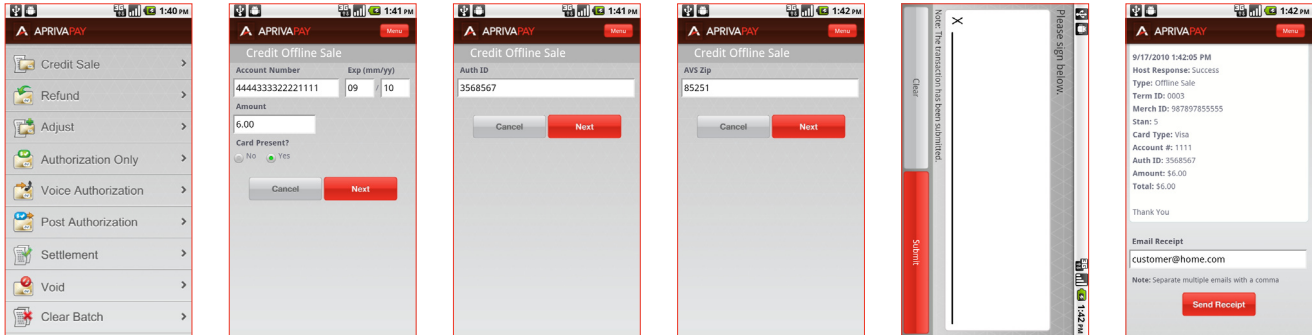 1:40 PM
APRIVAPAY
Credit Sale
Refund
Adjust
Authorization Only
Voice Authorization
Post Authorization
Settlement
Void
Clear Batch
1:41 PM
APRIVAPAY
Menu
Credit Offline Sale
Account Number Exp (mm/yy)
4444333322221111 09 / 10
Amount
6.00
Card Present?
No Yes
Cancel Next
1:41 PM
APRIVAPAY
Menu
Credit Offline Sale
Auth ID
3568567
Cancel Next
1:42 PM
APRIVAPAY
Menu
Credit Offline Sale
AVS Zip
85251
Cancel Next
1:42 PM
Please sign below.
X
Note: The transaction has been submitted.
Clear Submit
1:42 PM
APRIVAPAY
Menu
9/17/2010 1:42:05 PM
Host Response: Success
Type: Offline Sale
Term ID: 0003
Merch ID: 987897855555
Stan: 5
Card Type: Visa
Account #: 1111
Auth ID: 3568567
Amount: $6.00
Total: $6.00
Thank You
Email Receipt
customer@home.com
Note: Separate multiple emails with a comma
Send Receipt